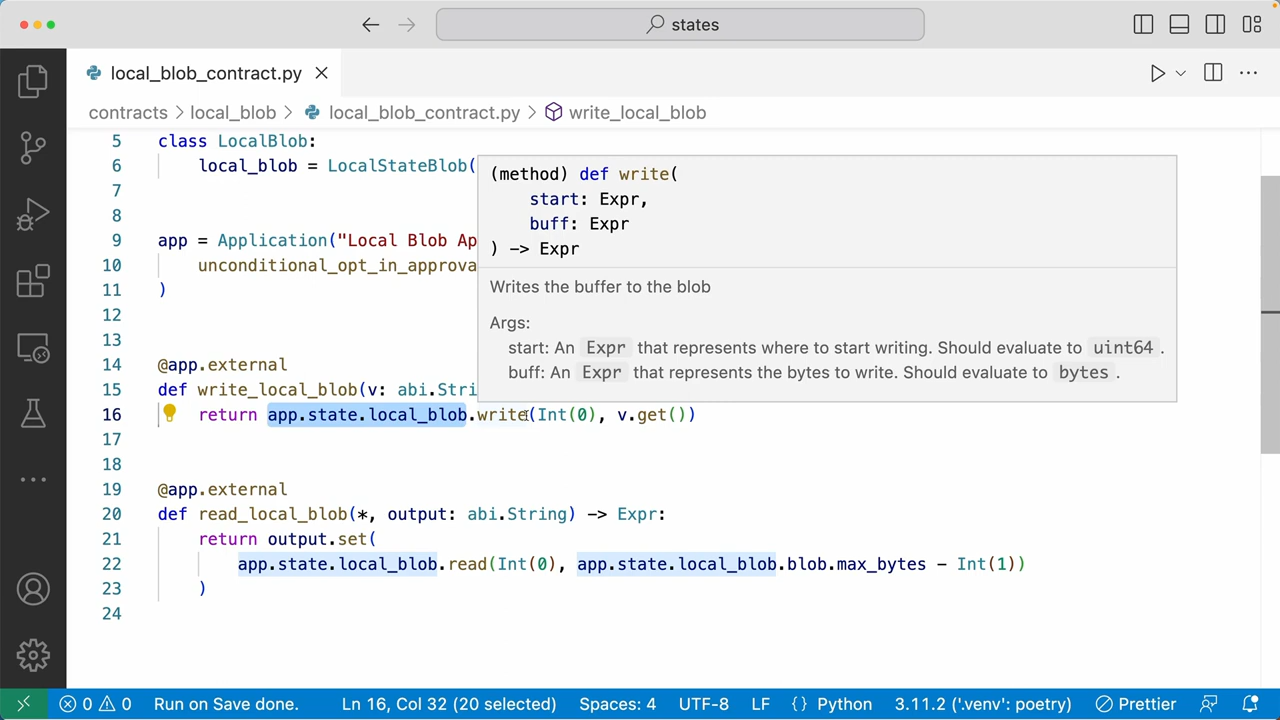 states
local_blob_contract.py
contracts > local_blob > local_blob_contract.py > write_local_blob
5 class LocalBlob:
6 local_blob = LocalStateBlob(
7
8
9 app = Application("Local Blob Ap
10 unconditional_opt_in_approva
11 )
12
13
14 @app.external
15 def write_local_blob(v: abi.Stri
16 return app.state.local_blob.write(Int(0), v.get())
17
18
19 @app.external
20 def read_local_blob(*, output: abi.String) -> Expr:
21 return output.set(
22 app.state.local_blob.read(Int(0), app.state.local_blob.blob.max_bytes - Int(1))
23 )
24
(method) def write(
start: Expr,
buff: Expr
) -> Expr
Writes the buffer to the blob
Args:
start: An Expr that represents where to start writing. Should evaluate to uint64 .
buff: An Expr that represents the bytes to write. Should evaluate to bytes .
0 0 Run on Save done. Ln 16, Col 32 (20 selected) Spaces: 4 UTF-8 LF {} Python 3.11.2 ('.venv': poetry) Prettier